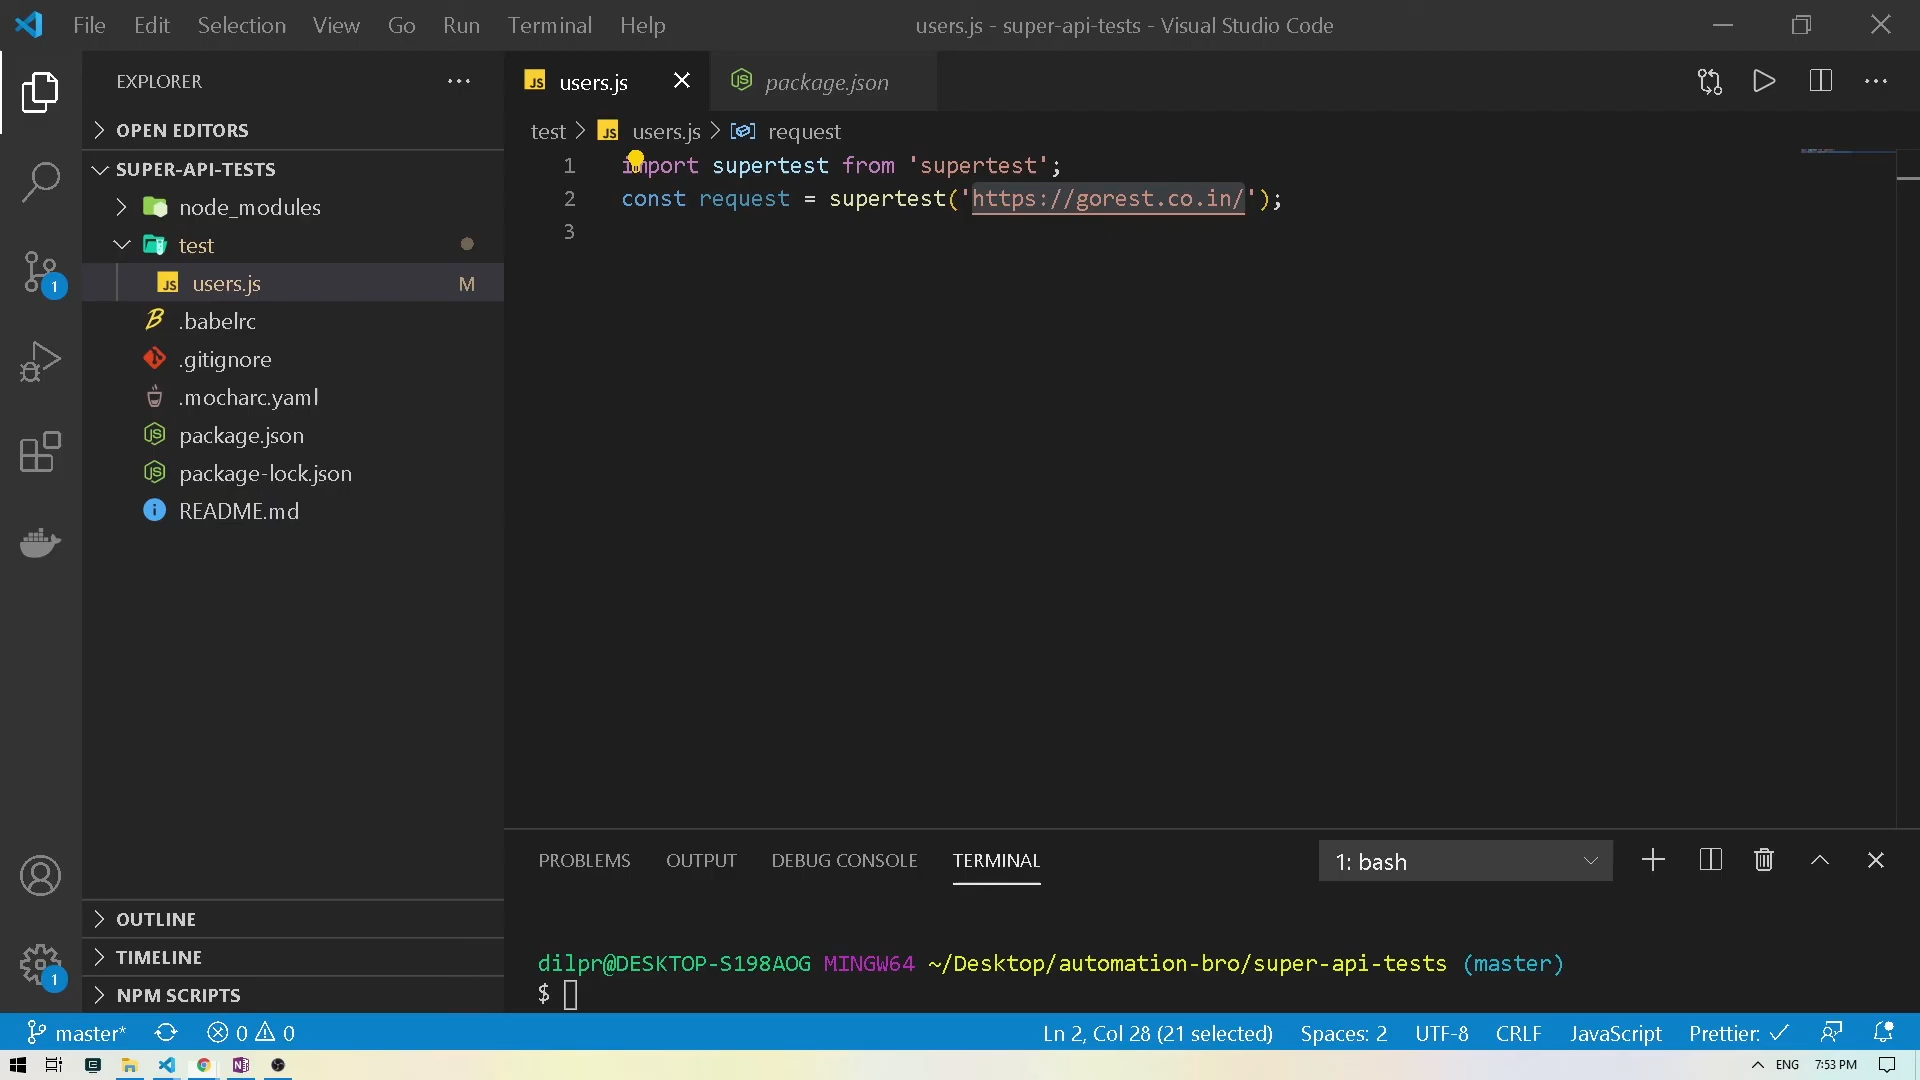 File Edit Selection View Go Run Terminal Help
users.js - super-api-tests - Visual Studio Code
EXPLORER
OPEN EDITORS
SUPER-API-TESTS
node_modules
test
users.js M
.babelrc
.gitignore
.mocharc.yaml
package.json
package-lock.json
README.md
OUTLINE
TIMELINE
NPM SCRIPTS
users.js
package.json
test > users.js > request
1 import supertest from 'supertest';
2 const request = supertest('https://gorest.co.in/');
3
PROBLEMS OUTPUT DEBUG CONSOLE TERMINAL
1: bash
dilpr@DESKTOP-S198AOG MINGW64 ~/Desktop/automation-bro/super-api-tests (master)
$
1
1
master* 0 0
Ln 2, Col 28 (21 selected) Spaces: 2 UTF-8 CRLF JavaScript Prettier: ✓
ENG 7:53 PM